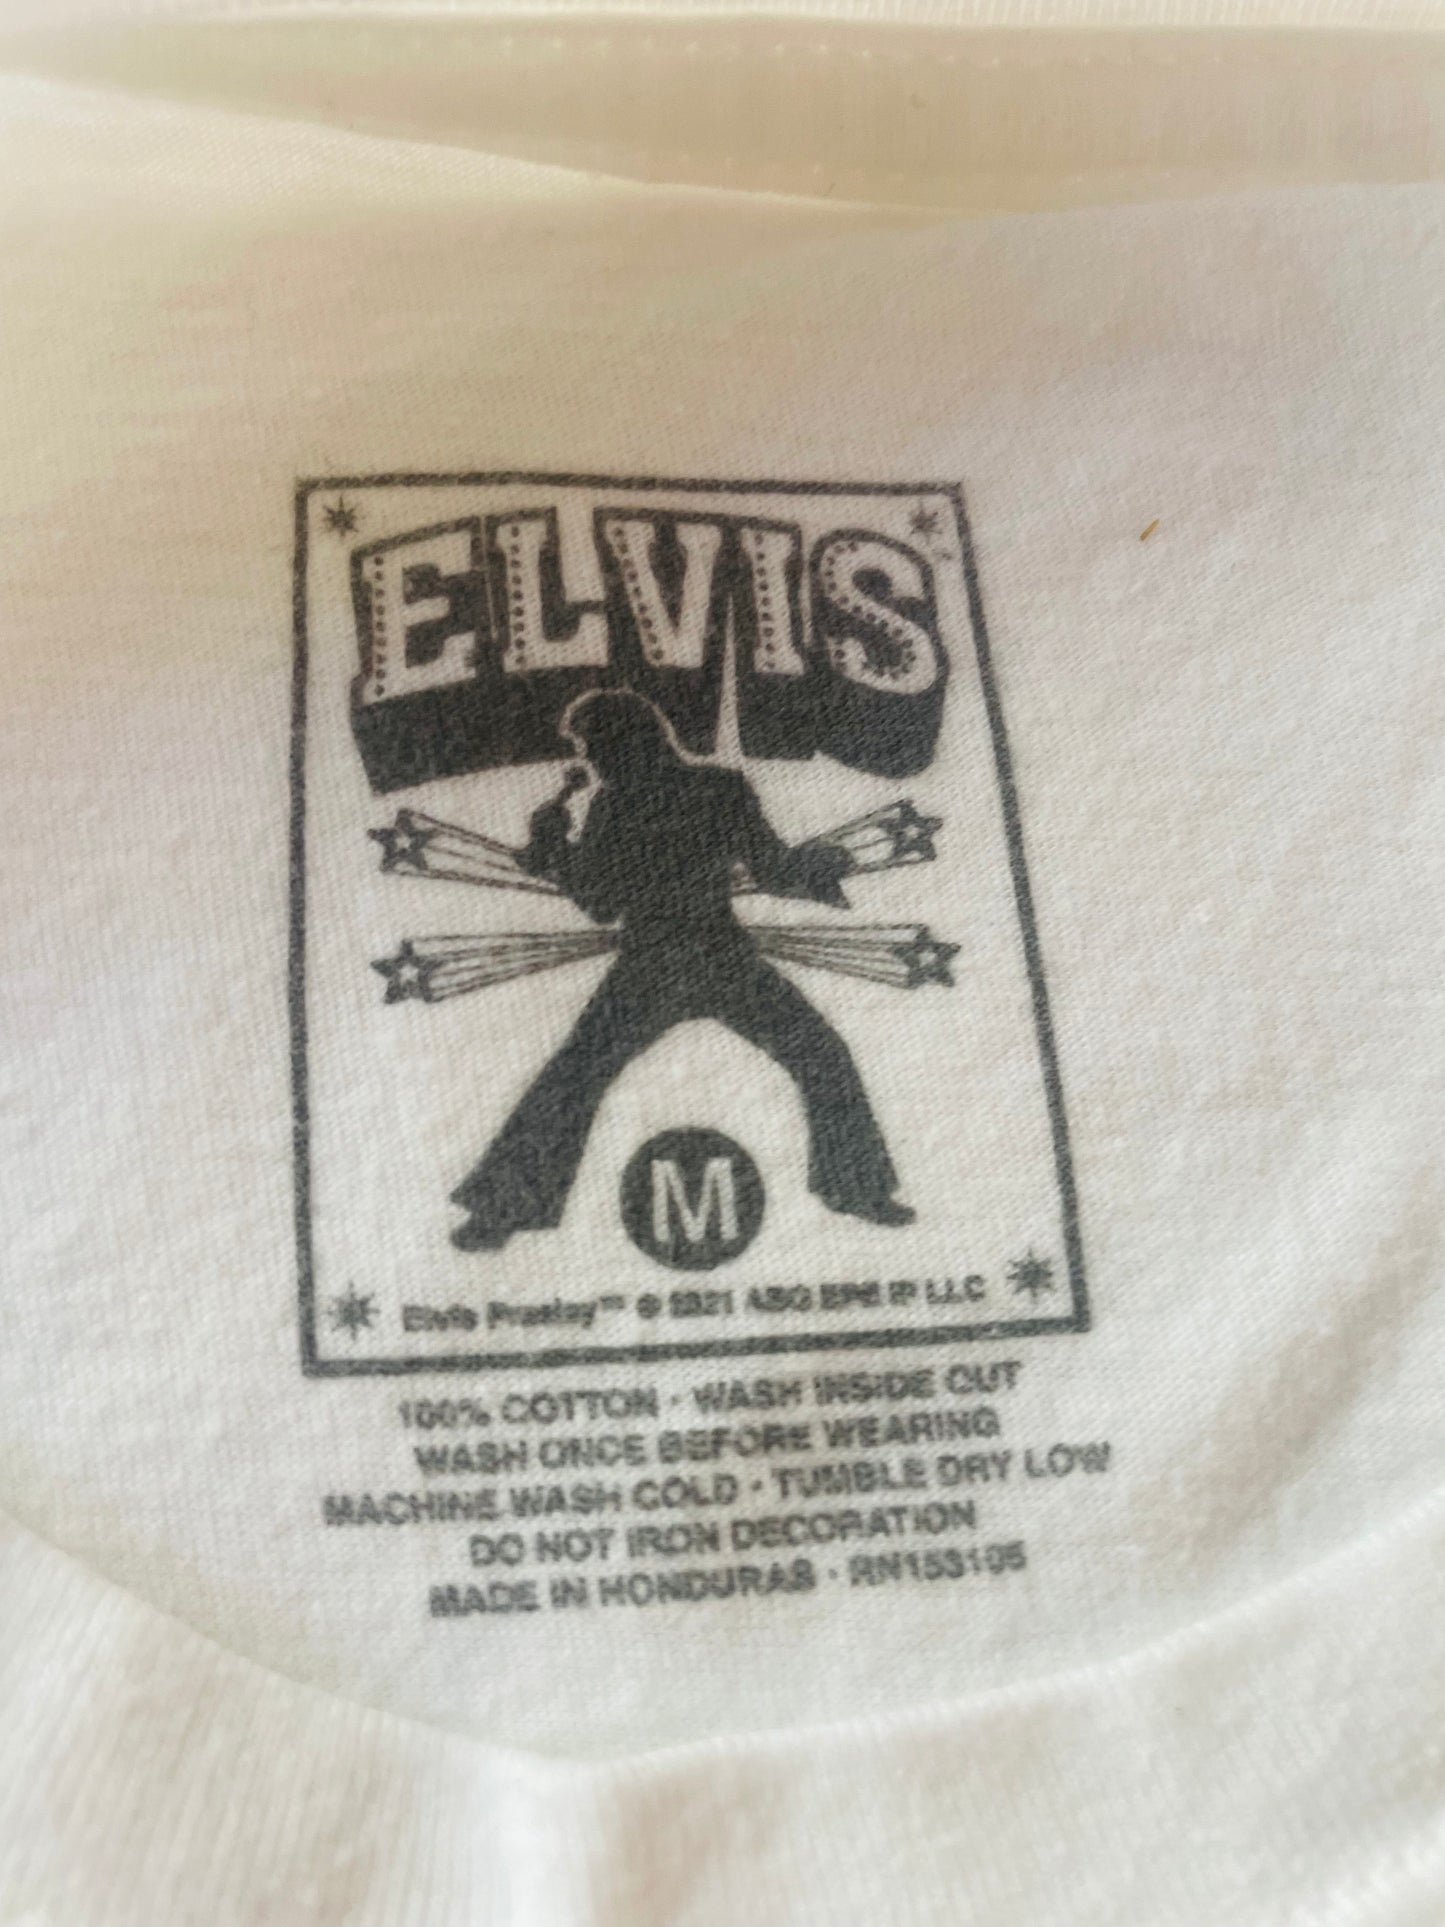 ELVIS
M
Elvis Presley™ © 2021 ABG EPE IP LLC
100% COTTON • WASH INSIDE OUT
WASH ONCE BEFORE WEARING
MACHINE WASH COLD • TUMBLE DRY LOW
DO NOT IRON DECORATION
MADE IN HONDURAS • RN153105